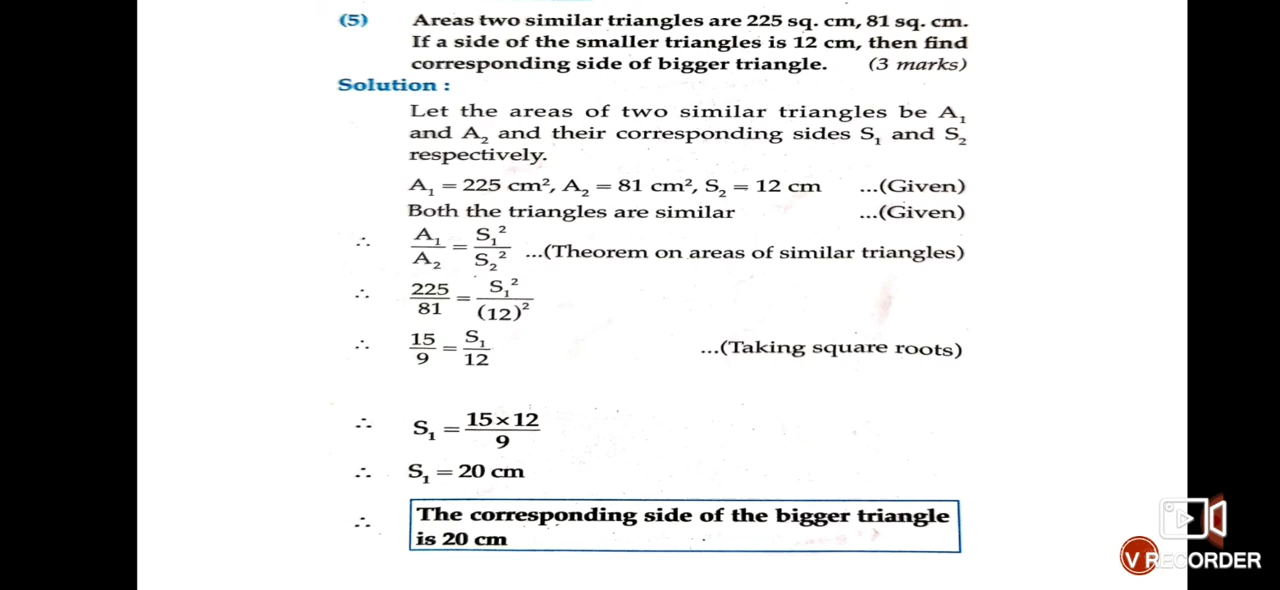 (5) Areas two similar triangles are 225 sq. cm, 81 sq. cm.
If a side of the smaller triangles is 12 cm, then find
corresponding side of bigger triangle. (3 marks)
Solution :
Let the areas of two similar triangles be A₁
and A₂ and their corresponding sides S₁ and S₂
respectively.
A₁ = 225 cm², A₂ = 81 cm², S₂ = 12 cm ...(Given)
Both the triangles are similar ...(Given)
∴ A₁/A₂ = S₁²/S₂² ...(Theorem on areas of similar triangles)
∴ 225/81 = S₁²/(12)²
∴ 15/9 = S₁/12 ...(Taking square roots)
∴ S₁ = 15×12/9
∴ S₁ = 20 cm
∴ The corresponding side of the bigger triangle
is 20 cm
V RECORDER